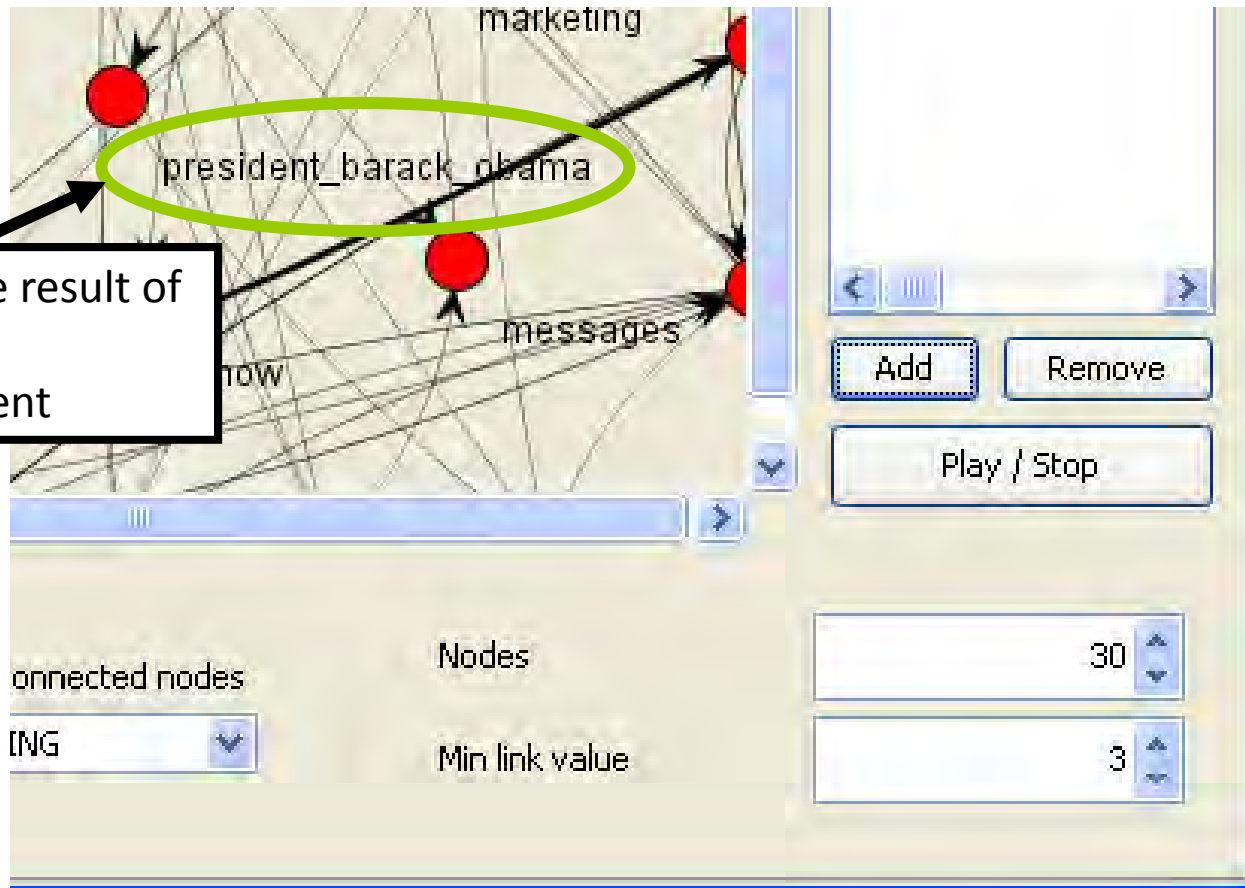 marketing
president_barack_obama
e result of
ent
messages
how
Add
Remove
Play / Stop
onnected nodes
ING
Nodes
30
Min link value
3